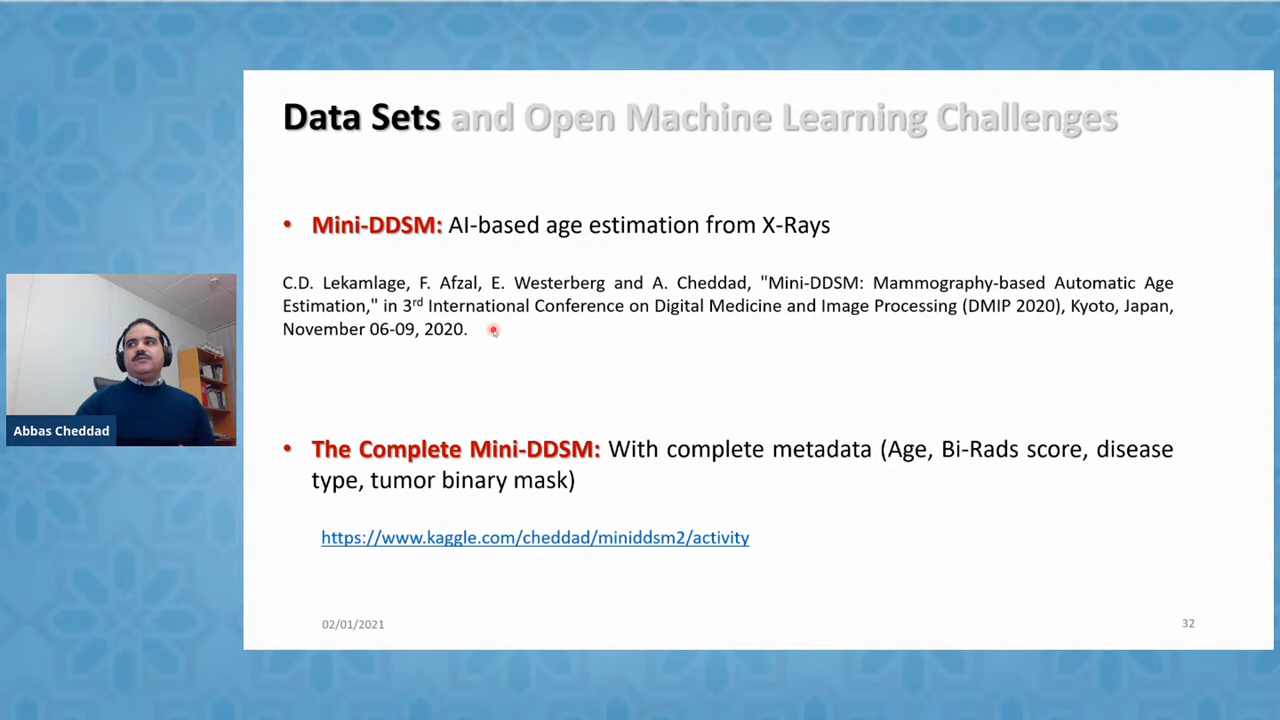 Data Sets and Open Machine Learning Challenges
• Mini-DDSM: AI-based age estimation from X-Rays
C.D. Lekamlage, F. Afzal, E. Westerberg and A. Cheddad, "Mini-DDSM: Mammography-based Automatic Age
Estimation," in 3rd International Conference on Digital Medicine and Image Processing (DMIP 2020), Kyoto, Japan,
November 06-09, 2020.
Abbas Cheddad
• The Complete Mini-DDSM: With complete metadata (Age, Bi-Rads score, disease
type, tumor binary mask)
https://www.kaggle.com/cheddad/miniddsm2/activity
02/01/2021
32